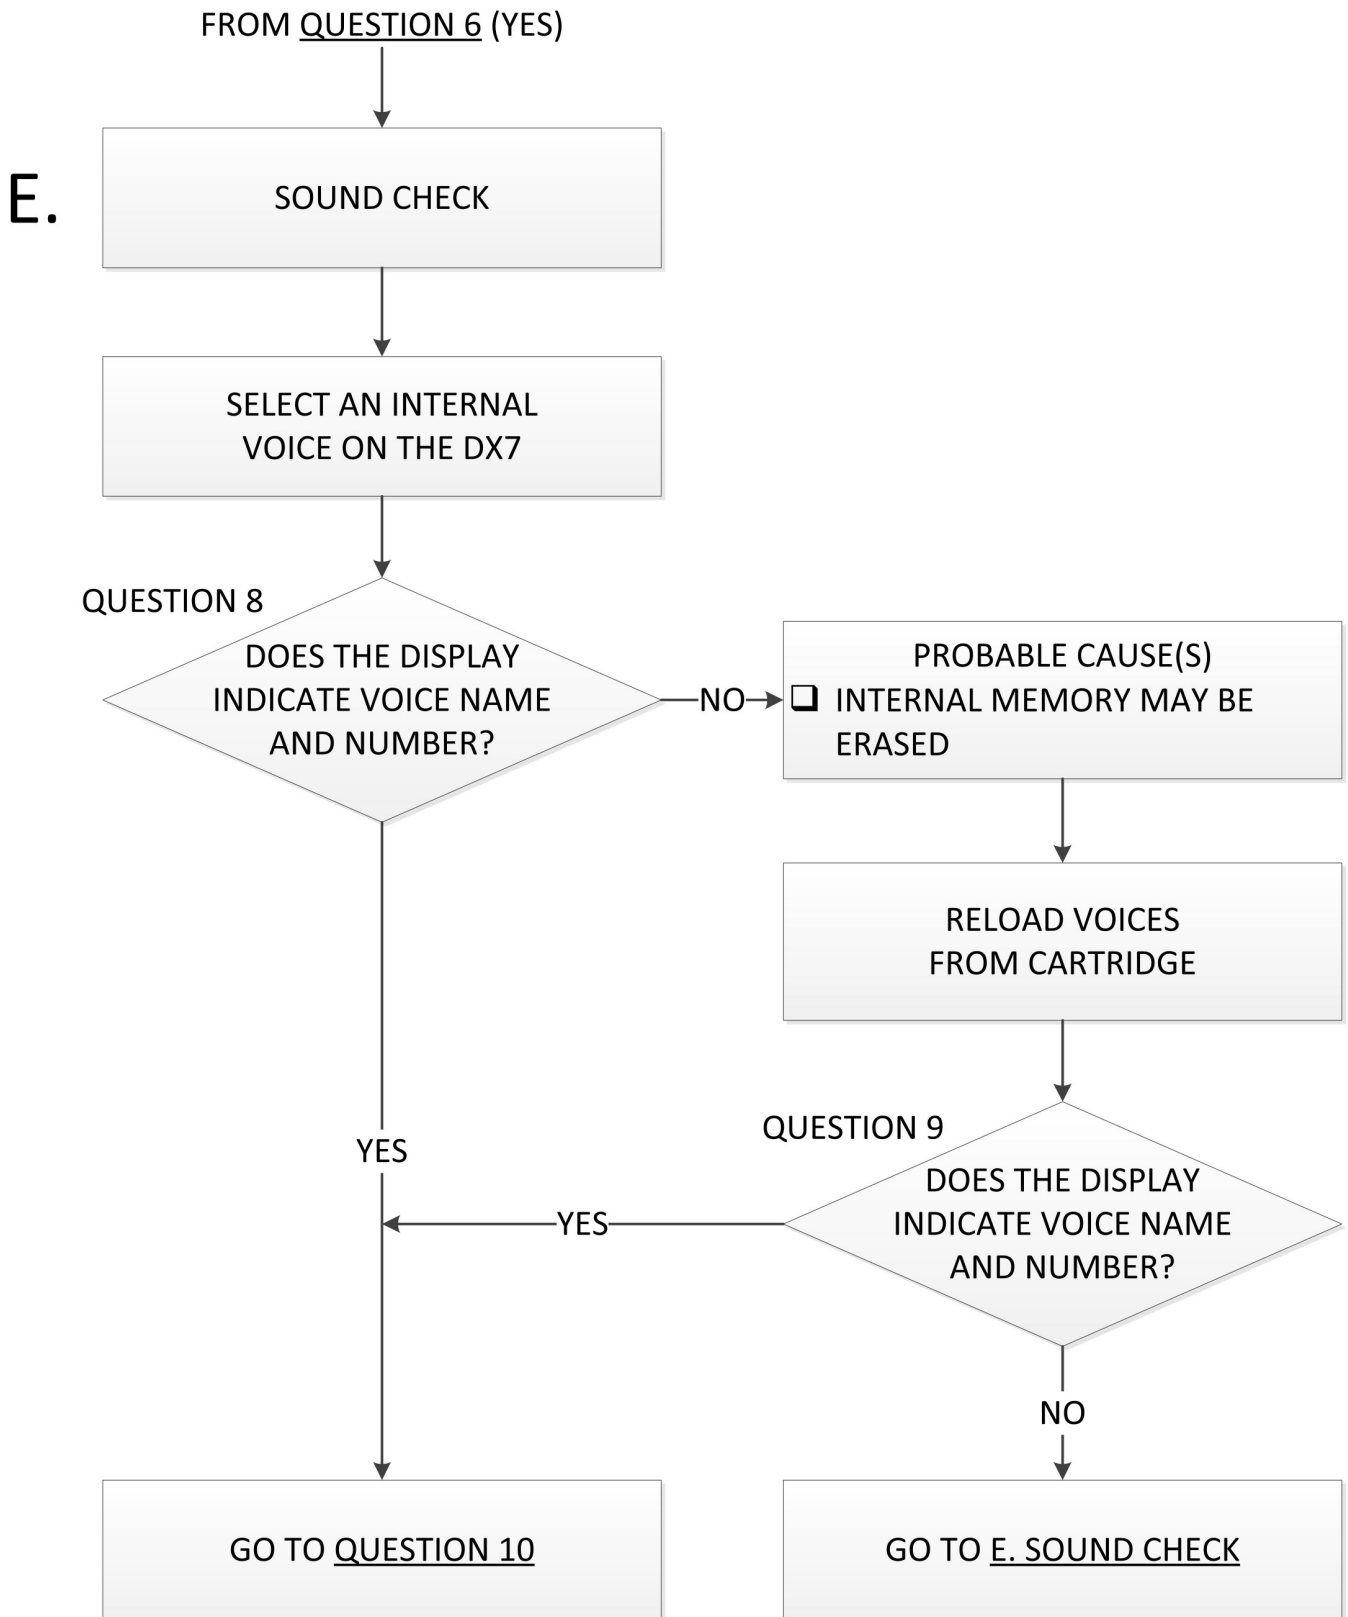 FROM QUESTION 6 (YES)
E.
SOUND CHECK
SELECT AN INTERNAL
VOICE ON THE DX7
QUESTION 8
DOES THE DISPLAY
INDICATE VOICE NAME
AND NUMBER?
NO
PROBABLE CAUSE(S)
❑ INTERNAL MEMORY MAY BE
ERASED
RELOAD VOICES
FROM CARTRIDGE
QUESTION 9
DOES THE DISPLAY
INDICATE VOICE NAME
AND NUMBER?
YES
YES
NO
GO TO QUESTION 10
GO TO E. SOUND CHECK